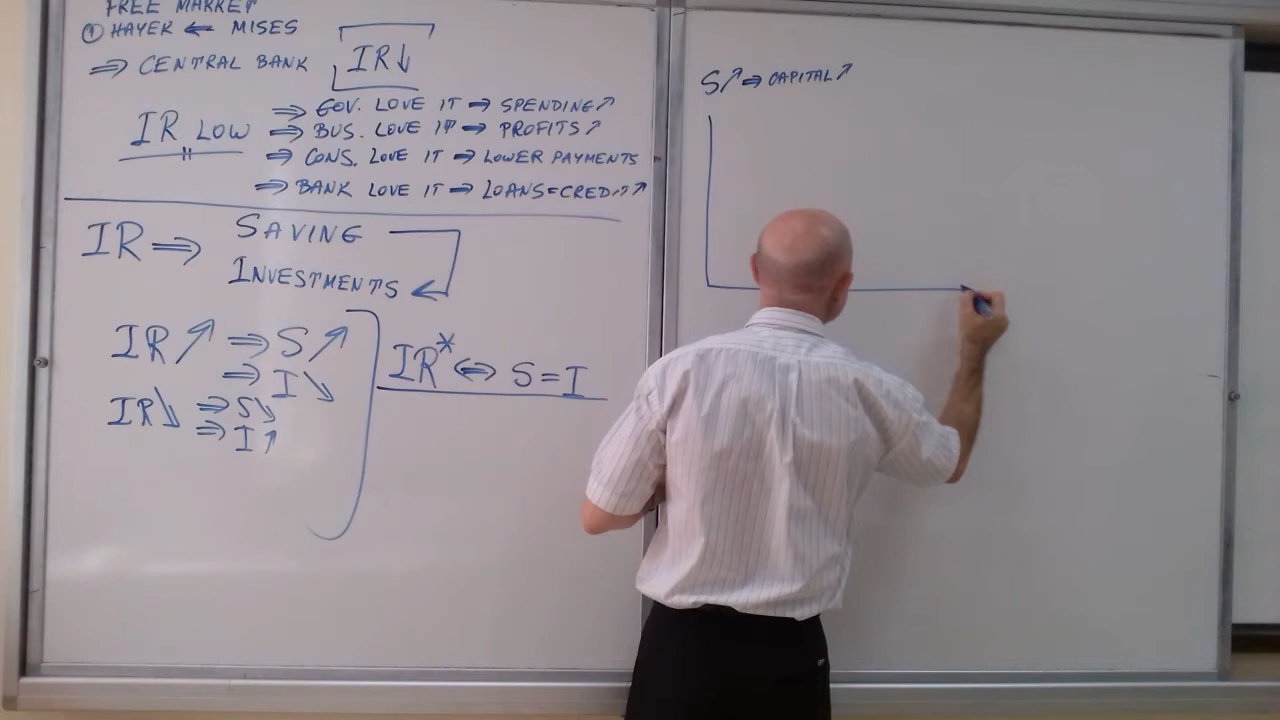 FREE MARKET
① HAYEK ← MISES
⇒ CENTRAL BANK IR↓
IR LOW
⇒ GOV. LOVE IT ⇒ SPENDING↗
⇒ BUS. LOVE IT ⇒ PROFITS↗
⇒ CONS. LOVE IT ⇒ LOWER PAYMENTS
⇒ BANK LOVE IT ⇒ LOANS=CREDIT↗
IR ⇒ SAVING
INVESTMENTS
IR↗ ⇒ S↗
⇒ I↘
IR↘ ⇒ S↘
⇒ I↑
IR* ⇔ S=I
S↗ ⇒ CAPITAL↗